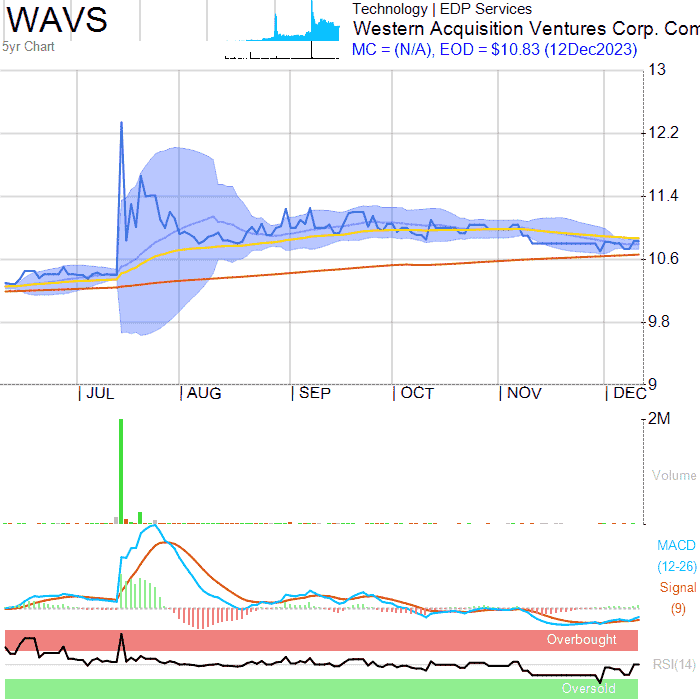 WAVS
5yr Chart
Technology | EDP Services
Western Acquisition Ventures Corp. Com
MC = (N/A), EOD = $10.83 (12Dec2023)
13
12.2
11.4
10.6
9.8
9
| JUL | AUG | SEP | OCT | NOV | DEC
2M
Volume
MACD
(12-26)
Signal
(9)
Overbought
RSI(14)
Oversold